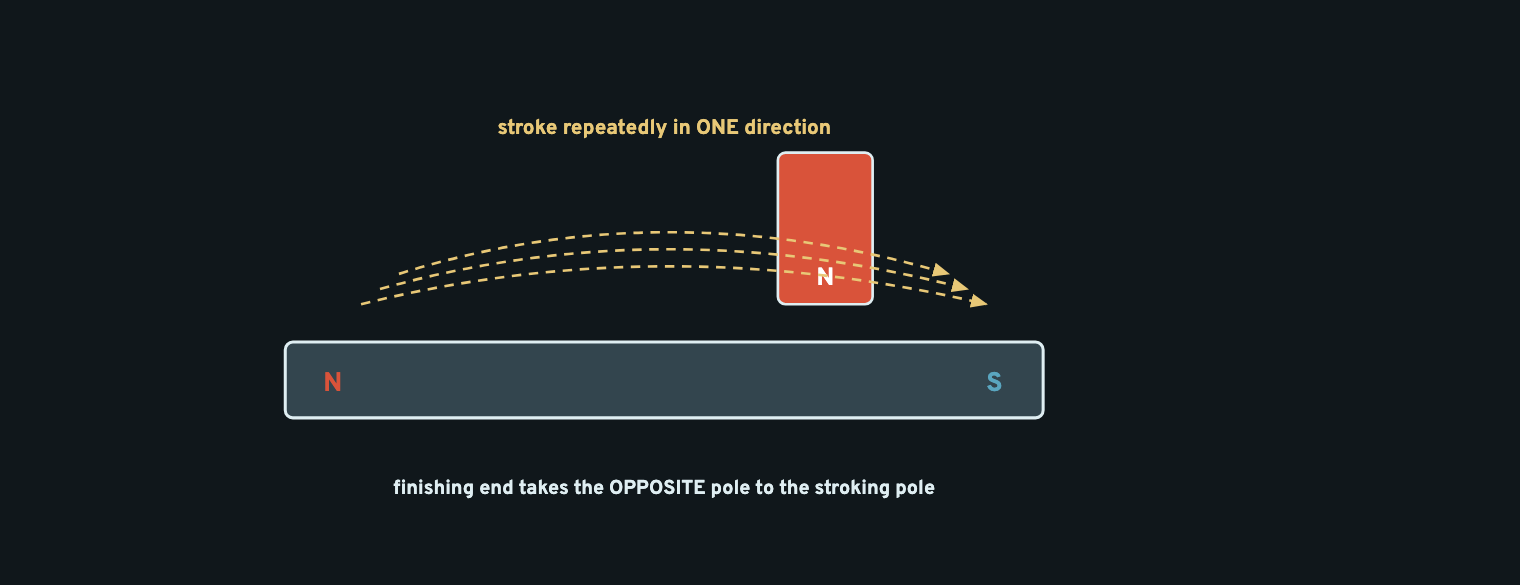 stroke repeatedly in ONE direction
N
N
S
finishing end takes the OPPOSITE pole to the stroking pole